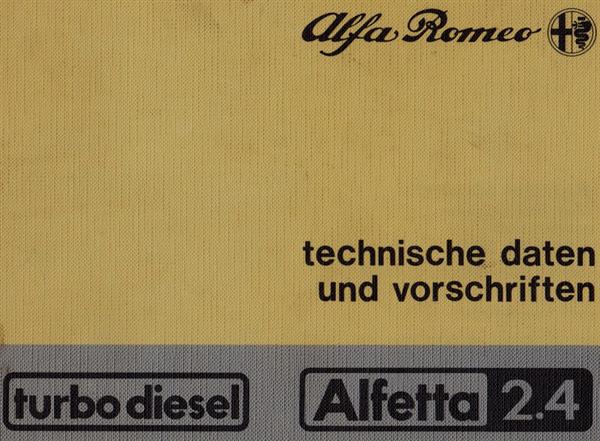 Alfa Romeo
technische daten
und vorschriften
turbo diesel
Alfetta 2.4